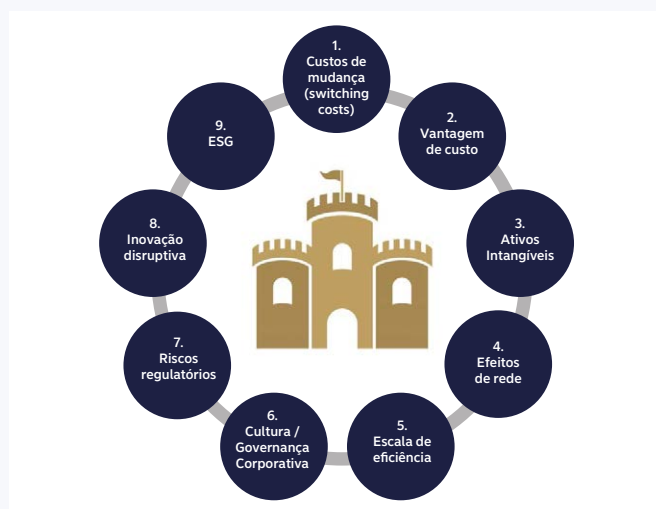 1.
Custos de
mudança
(switching
costs)
2.
Vantagem
de custo
3.
Ativos
Intangíveis
4.
Efeitos
de rede
5.
Escala de
eficiência
6.
Cultura /
Governança
Corporativa
7.
Riscos
regulatórios
8.
Inovação
disruptiva
9.
ESG